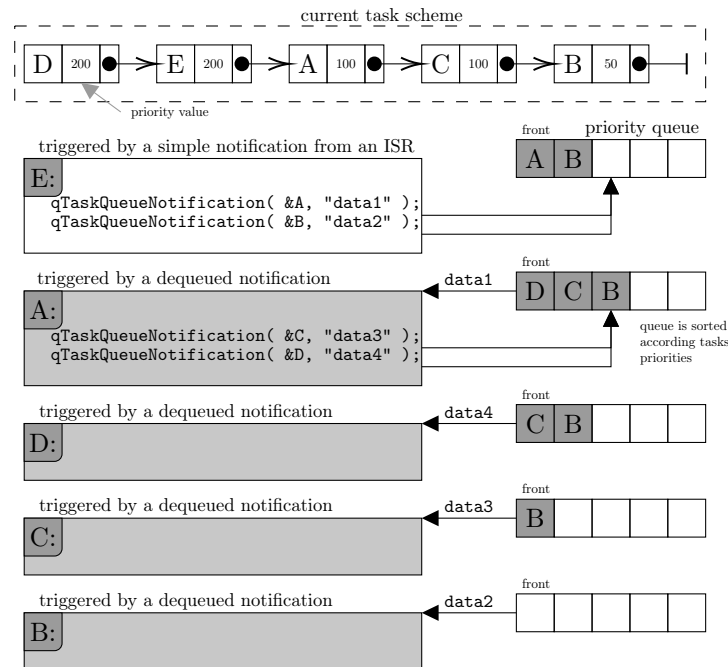 current task scheme
D 200 E 200 A 100 C 100 B 50
priority value
triggered by a simple notification from an ISR
front priority queue
A B
E:
qTaskQueueNotification( &A, "data1" );
qTaskQueueNotification( &B, "data2" );
triggered by a dequeued notification
data1
front
D C B
A:
qTaskQueueNotification( &C, "data3" );
qTaskQueueNotification( &D, "data4" );
queue is sorted
according tasks
priorities
triggered by a dequeued notification
data4
front
C B
D:
triggered by a dequeued notification
data3
front
B
C:
triggered by a dequeued notification
data2
front
B: